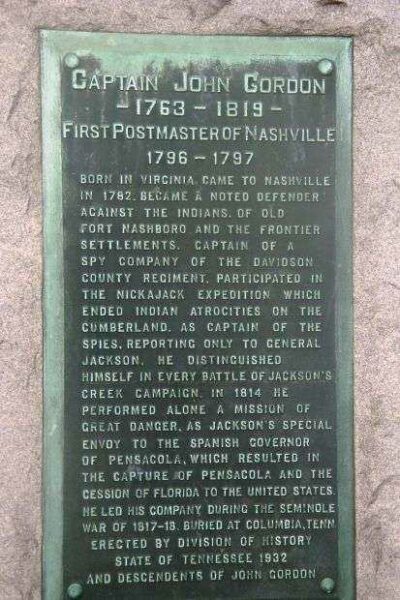 CAPTAIN JOHN GORDON
- 1763 - 1819 -
FIRST POSTMASTER OF NASHVILLE
1796 - 1797
BORN IN VIRGINIA. CAME TO NASHVILLE
IN 1782. BECAME A NOTED DEFENDER
AGAINST THE INDIANS. OF OLD
FORT NASHBORO AND THE FRONTIER
SETTLEMENTS. CAPTAIN OF A
SPY COMPANY OF THE DAVIDSON
COUNTY REGIMENT. PARTICIPATED IN
THE NICKAJACK EXPEDITION WHICH
ENDED INDIAN ATROCITIES ON THE
CUMBERLAND. AS CAPTAIN OF THE
SPIES, REPORTING ONLY TO GENERAL
JACKSON, HE DISTINGUISHED
HIMSELF IN EVERY BATTLE OF JACKSON'S
CREEK CAMPAIGN. IN 1814 HE
PERFORMED ALONE A MISSION OF
GREAT DANGER, AS JACKSON'S SPECIAL
ENVOY TO THE SPANISH GOVERNOR
OF PENSACOLA, WHICH RESULTED IN
THE CAPTURE OF PENSACOLA AND THE
CESSION OF FLORIDA TO THE UNITED STATES.
HE LED HIS COMPANY DURING THE SEMINOLE
WAR OF 1817-18. BURIED AT COLUMBIA, TENN
ERECTED BY DIVISION OF HISTORY
STATE OF TENNESSEE 1932
AND DESCENDENTS OF JOHN GORDON